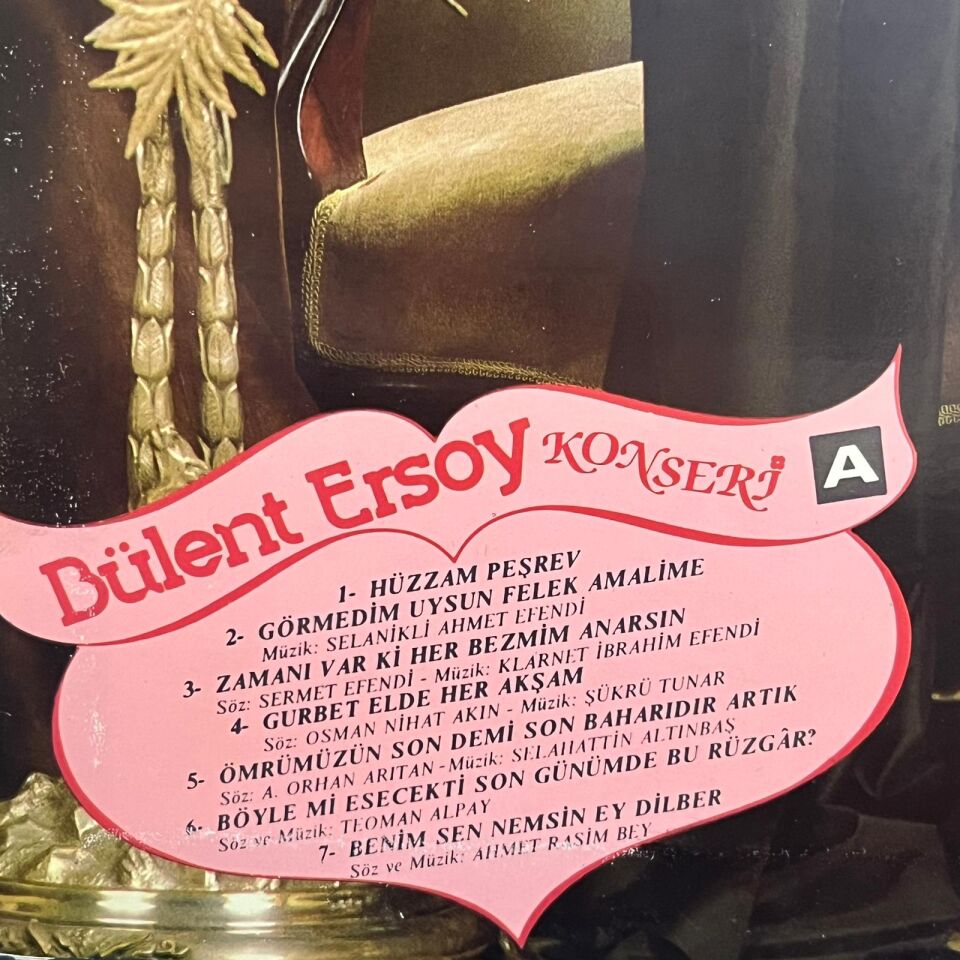 Bülent Ersoy KONSERİ A
1- HÜZZAM PEŞREV
2- GÖRMEDİM UYSUN FELEK AMALİME
Müzik: SELANİKLİ AHMET EFENDİ
3- ZAMANI VAR Kİ HER BEZMİM ANARSIN
Söz: SERMET EFENDİ - Müzik: KLARNET İBRAHİM EFENDİ
4- GURBET ELDE HER AKŞAM
Söz: OSMAN NİHAT AKIN - Müzik: ŞÜKRÜ TUNAR
5- ÖMRÜMÜZÜN SON DEMİ SON BAHARIDIR ARTIK
Söz: A. ORHAN ARITAN - Müzik: SELAHATTİN ALTINBAŞ
6- BÖYLE Mİ ESECEKTİ SON GÜNÜMDE BU RÜZGÂR?
Söz ve Müzik: TEOMAN ALPAY
7- BENİM SEN NEMSİN EY DİLBER
Söz ve Müzik: AHMET RASİM BEY